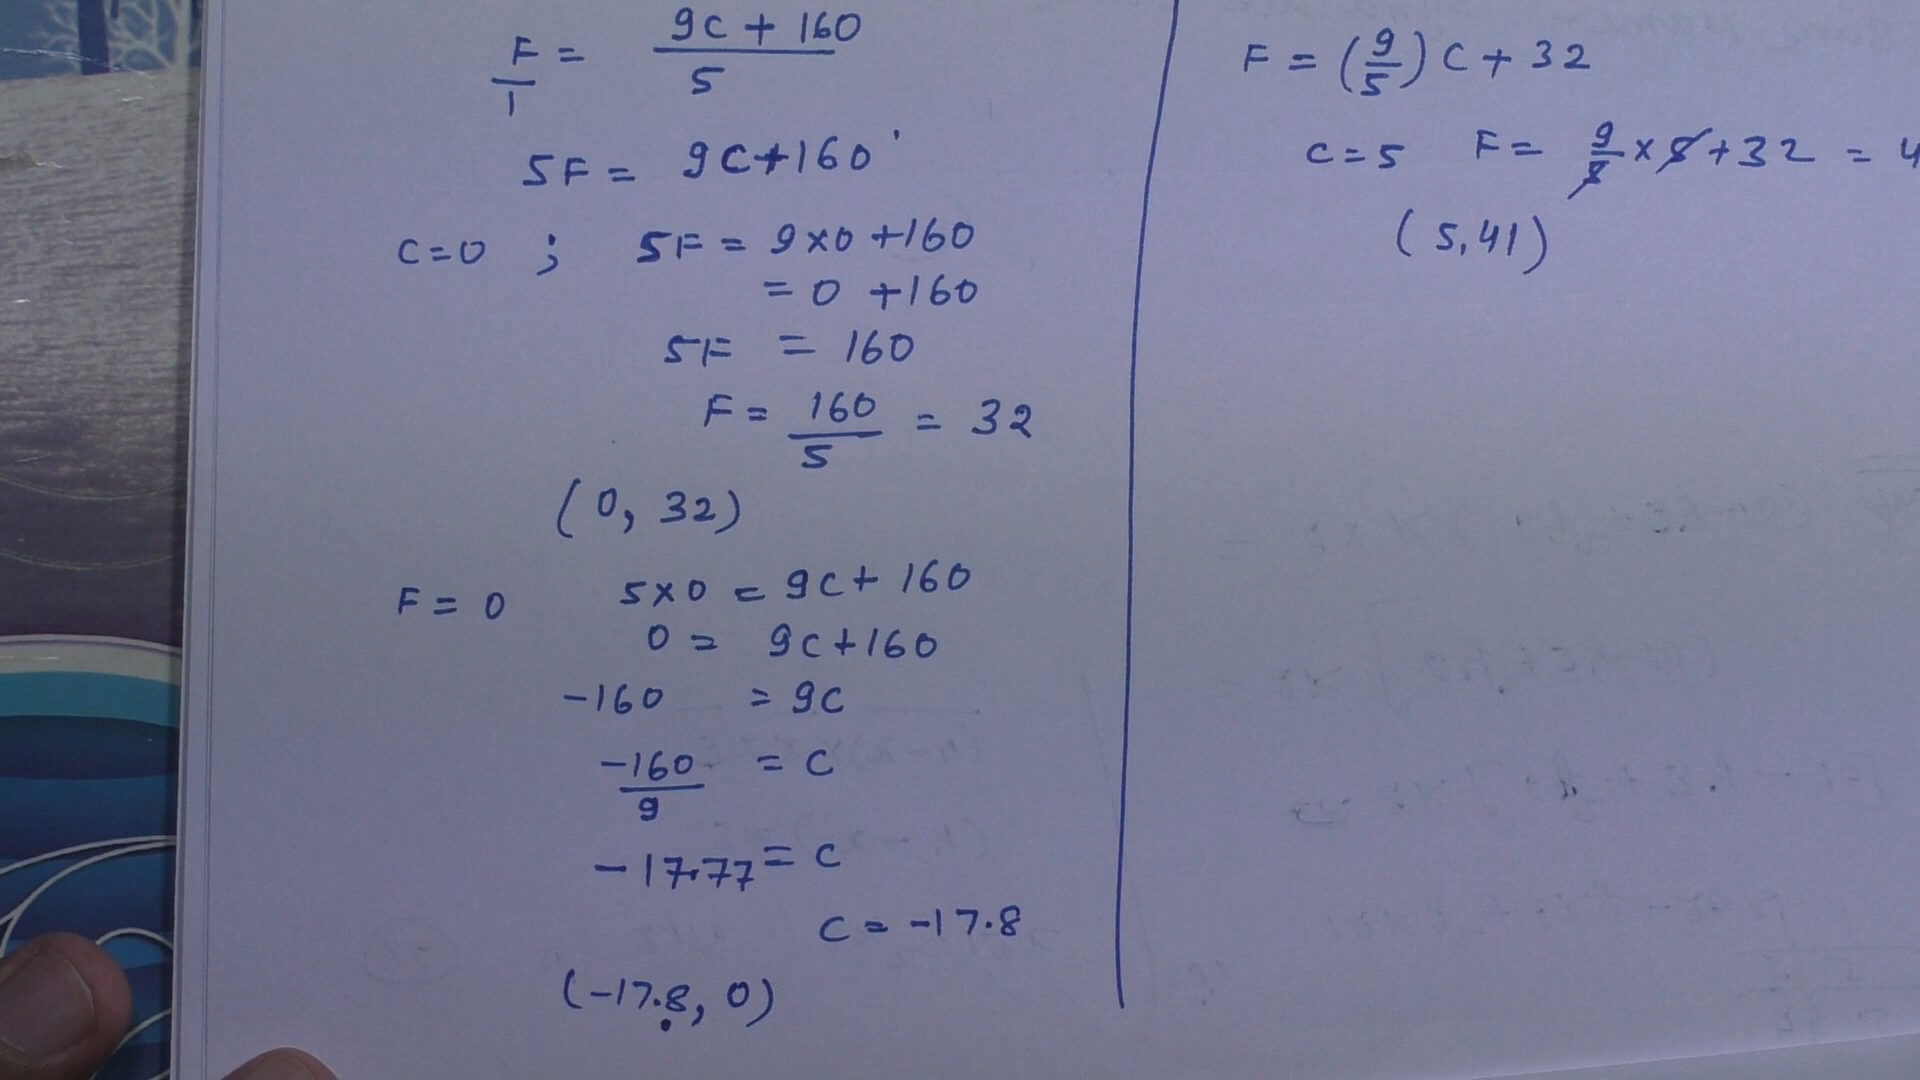 F/1 = (9C + 160)/5
5F = 9C+160
C=0 ; 5F = 9×0 +160
= 0 +160
5F = 160
F = 160/5 = 32
(0, 32)
F = 0 5×0 = 9C+ 160
0 = 9C+160
-160 = 9C
-160/9 = C
-17.77 = C
C = -17.8
(-17.8, 0)
F = (9/5) C + 32
C=5 F = 9/5 × 5 + 32 = 4
(5,41)